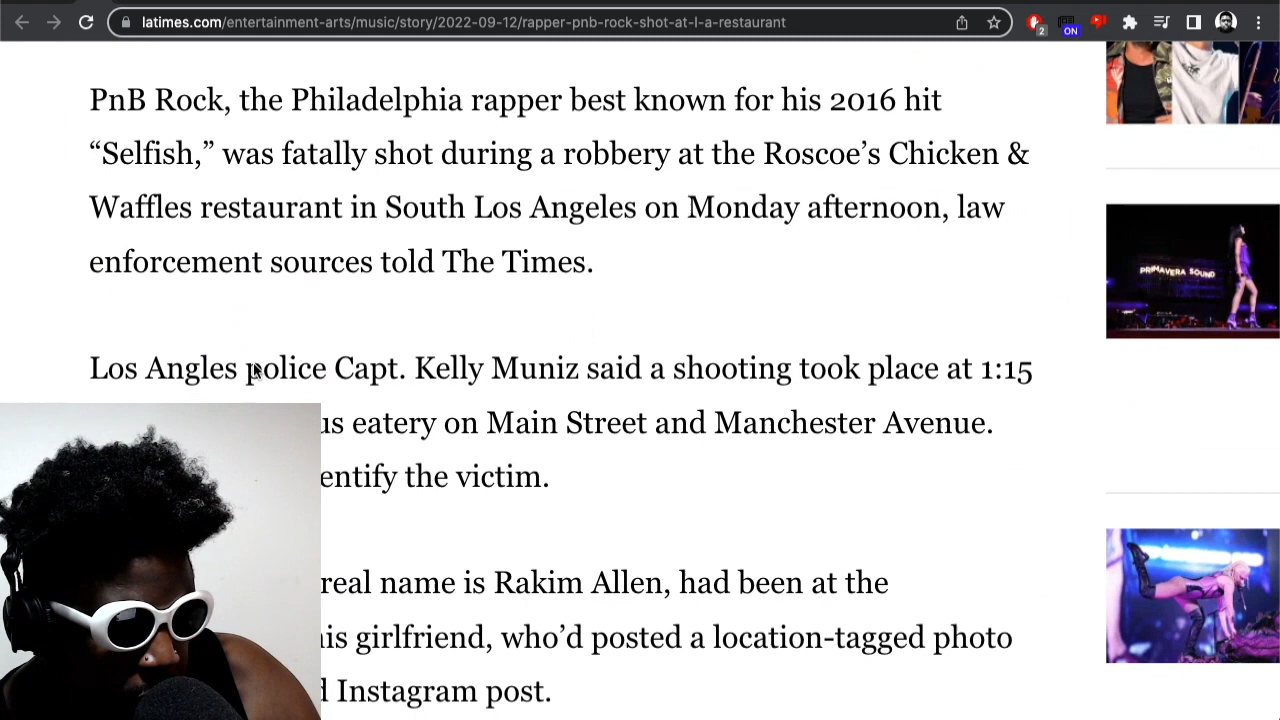 latimes.com/entertainment-arts/music/story/2022-09-12/rapper-pnb-rock-shot-at-l-a-restaurant
2
ON
PnB Rock, the Philadelphia rapper best known for his 2016 hit
“Selfish,” was fatally shot during a robbery at the Roscoe’s Chicken &
Waffles restaurant in South Los Angeles on Monday afternoon, law
enforcement sources told The Times.
PRIMAVERA SOUND
Los Angles police Capt. Kelly Muniz said a shooting took place at 1:15
us eatery on Main Street and Manchester Avenue.
entify the victim.
real name is Rakim Allen, had been at the
his girlfriend, who’d posted a location-tagged photo
d Instagram post.